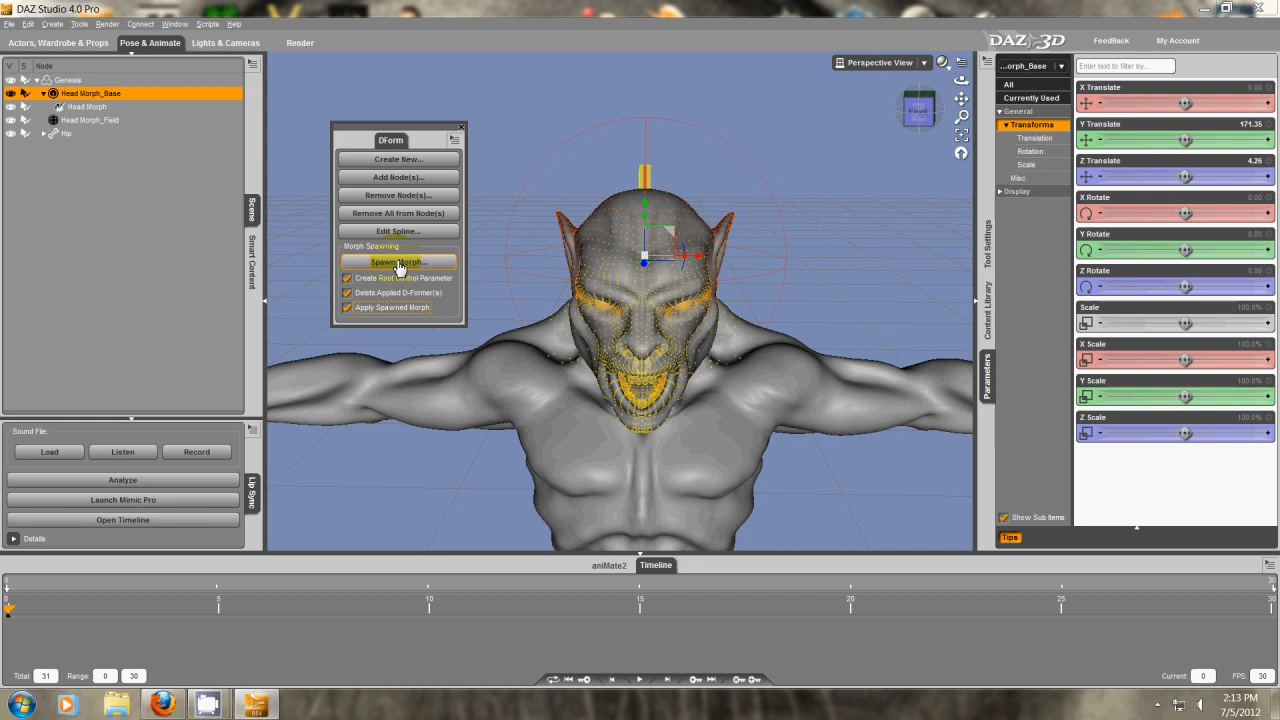 DAZ Studio 4.0 Pro
File Edit Create Tools Render Connect Window Scripts Help
Actors, Wardrobe & Props Pose & Animate Lights & Cameras Render
DAZ 3D FeedBack My Account
V S Node
Genesis
Head Morph_Base
Head Morph
Head Morph_Field
Hip
Scene
Smart Content
Sound File:
Load Listen Record
Analyze
Launch Mimic Pro
Open Timeline
Details
Lip Sync
DForm
Create New...
Add Node(s)...
Remove Node(s)...
Remove All from Node(s)
Edit Spline...
Morph Spawning:
Spawn Morph...
Create Root Control Parameter
Delete Applied D-Former(s)
Apply Spawned Morph
Perspective View
Tool Settings
Content Library
Parameters
...orph_Base
Enter text to filter by...
All
Currently Used
General
Transforms
Translation
Rotation
Scale
Misc
Display
X Translate 0.00
Y Translate 171.35
Z Translate 4.26
X Rotate 0.00
Y Rotate 0.00
Z Rotate 0.00
Scale 100.0%
X Scale 100.0%
Y Scale 100.0%
Z Scale 100.0%
Show Sub Items
Tips
aniMate2 Timeline
0 30
0 5 10 15 20 25 30
Total: 31 Range: 0 30 Current: 0 FPS: 30
DS4
2:13 PM
7/5/2012